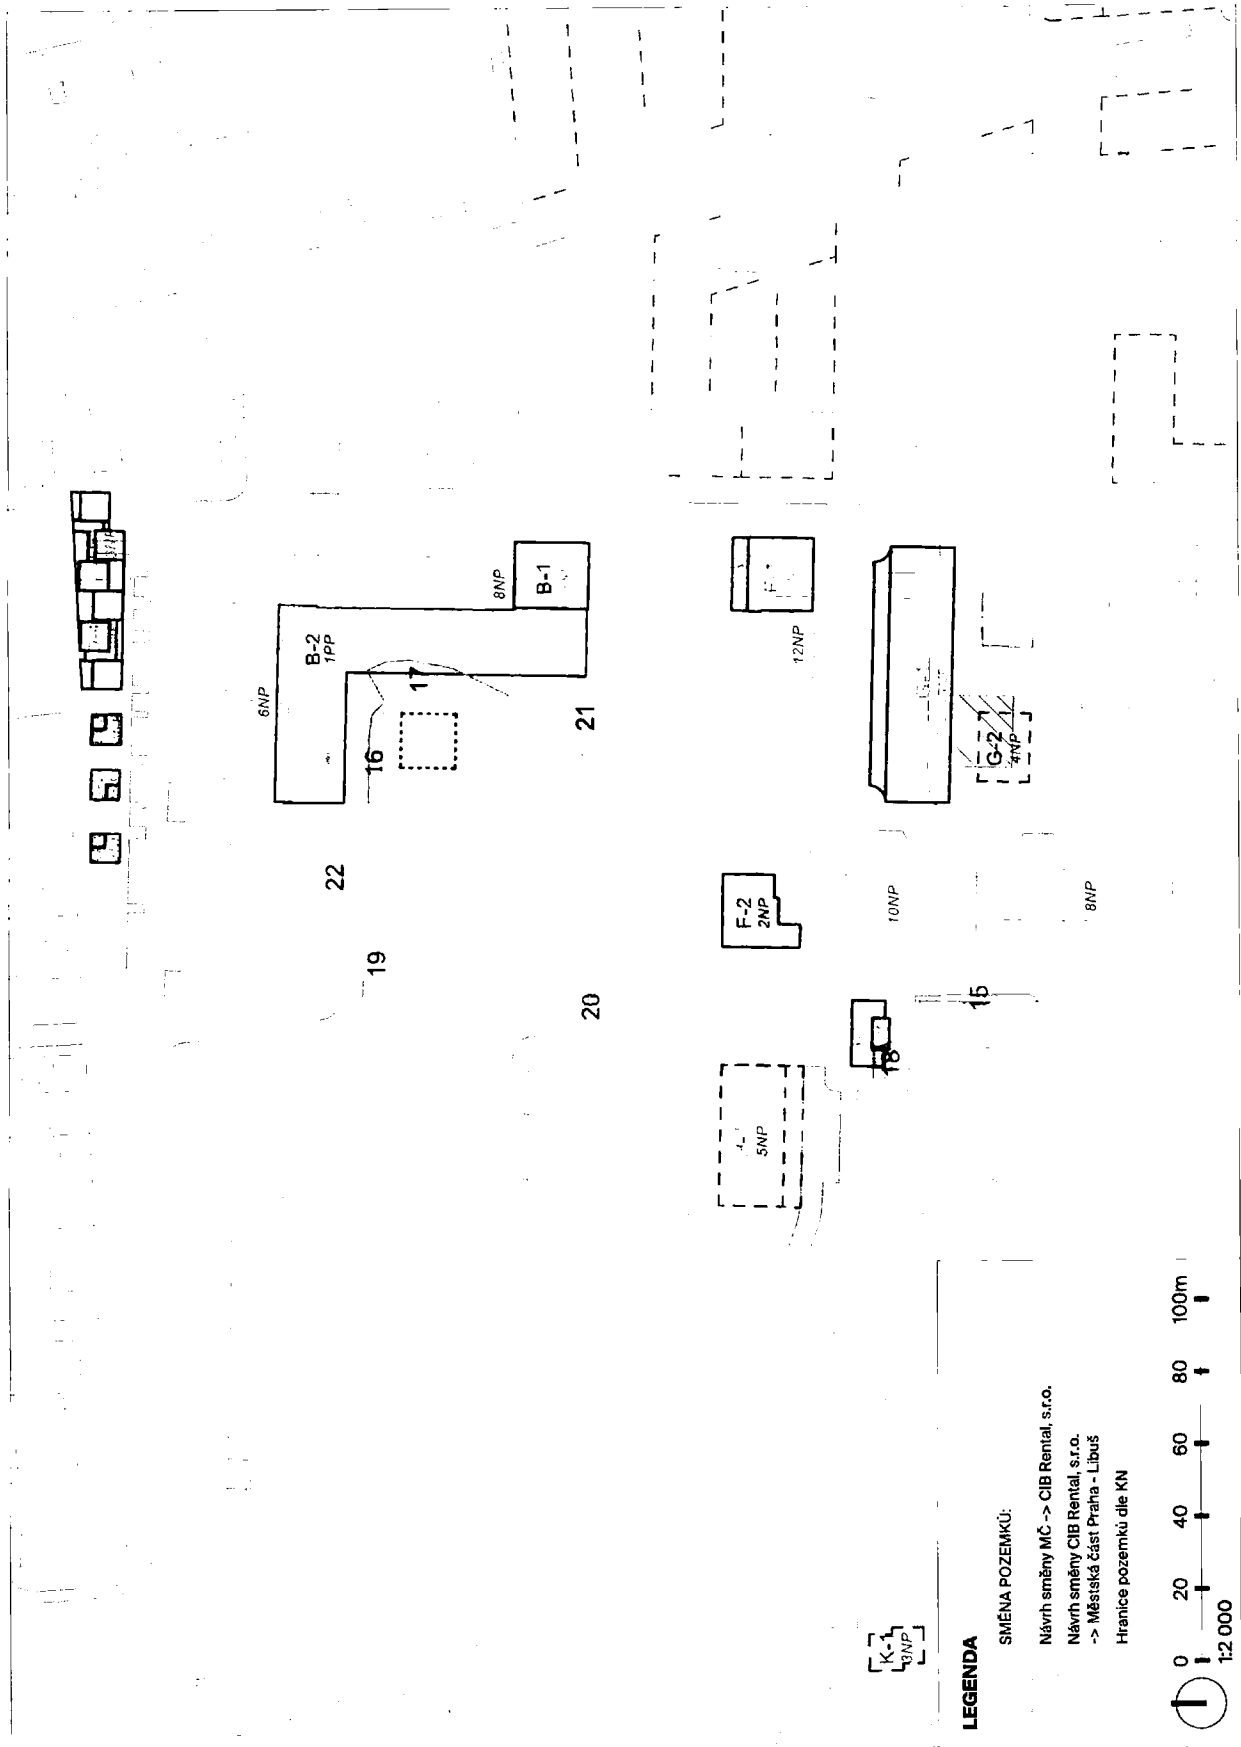 6NP
B-2
1PP
8NP
B-1
16
17
22
19
21
20
12NP
F-2
2NP
5NP
10NP
18
G-2
4NP
15
8NP
K-1
3NP
LEGENDA
SMĚNA POZEMKŮ:
Návrh směny MČ -> CIB Rental, s.r.o.
Návrh směny CIB Rental, s.r.o.
-> Městská část Praha - Libuš
Hranice pozemků dle KN
0 20 40 60 80 100m
1:2 000